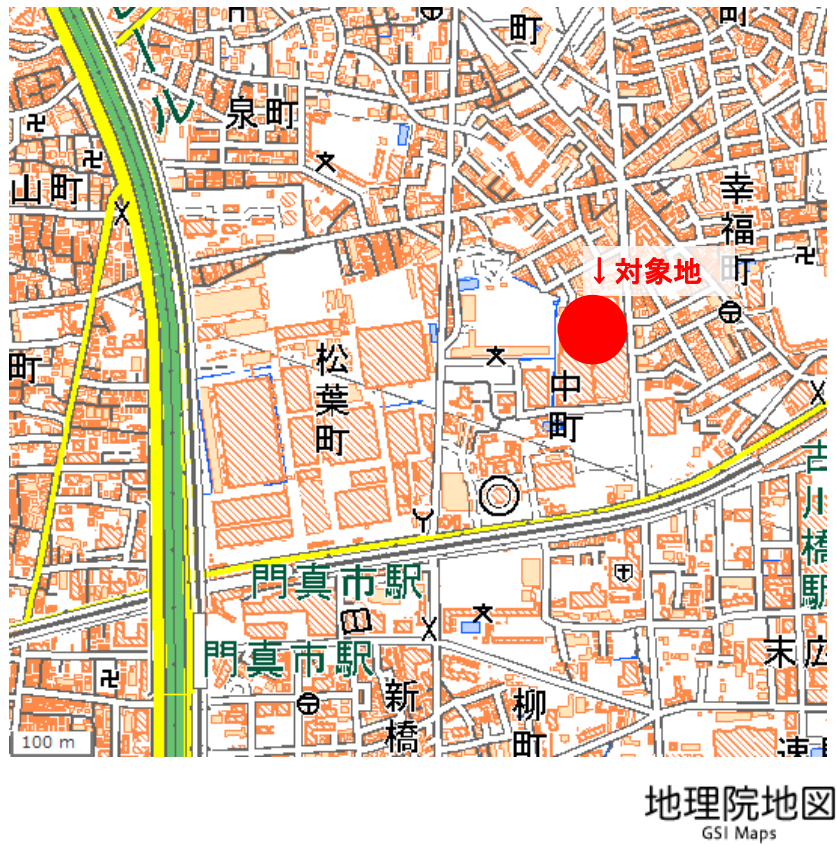 町
泉町
山町
幸福町
↓対象地
町
松葉町
中町
古川橋駅
門真市駅
門真市駅
末広
新橋
柳町
100 m
地理院地図
GSI Maps